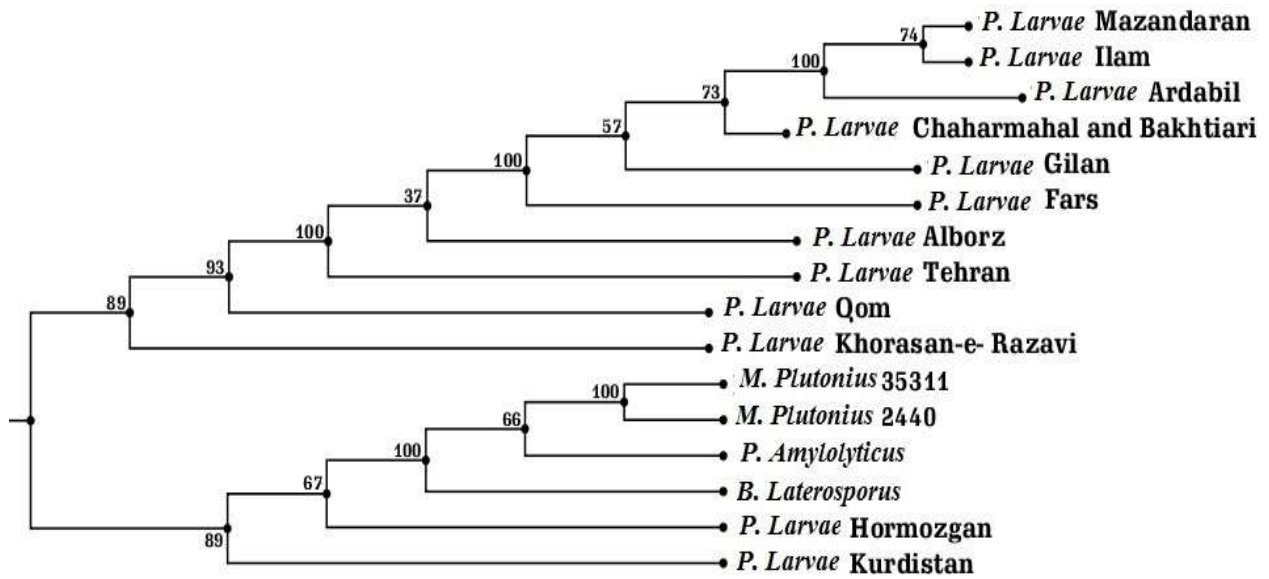 P. Larvae Mazandaran
74
P. Larvae Ilam
100
P. Larvae Ardabil
73
P. Larvae Chaharmahal and Bakhtiari
57
P. Larvae Gilan
100
P. Larvae Fars
37
P. Larvae Alborz
100
P. Larvae Tehran
93
P. Larvae Qom
89
P. Larvae Khorasan-e- Razavi
M. Plutonius 35311
100
M. Plutonius 2440
66
P. Amylolyticus
100
B. Laterosporus
67
P. Larvae Hormozgan
89
P. Larvae Kurdistan